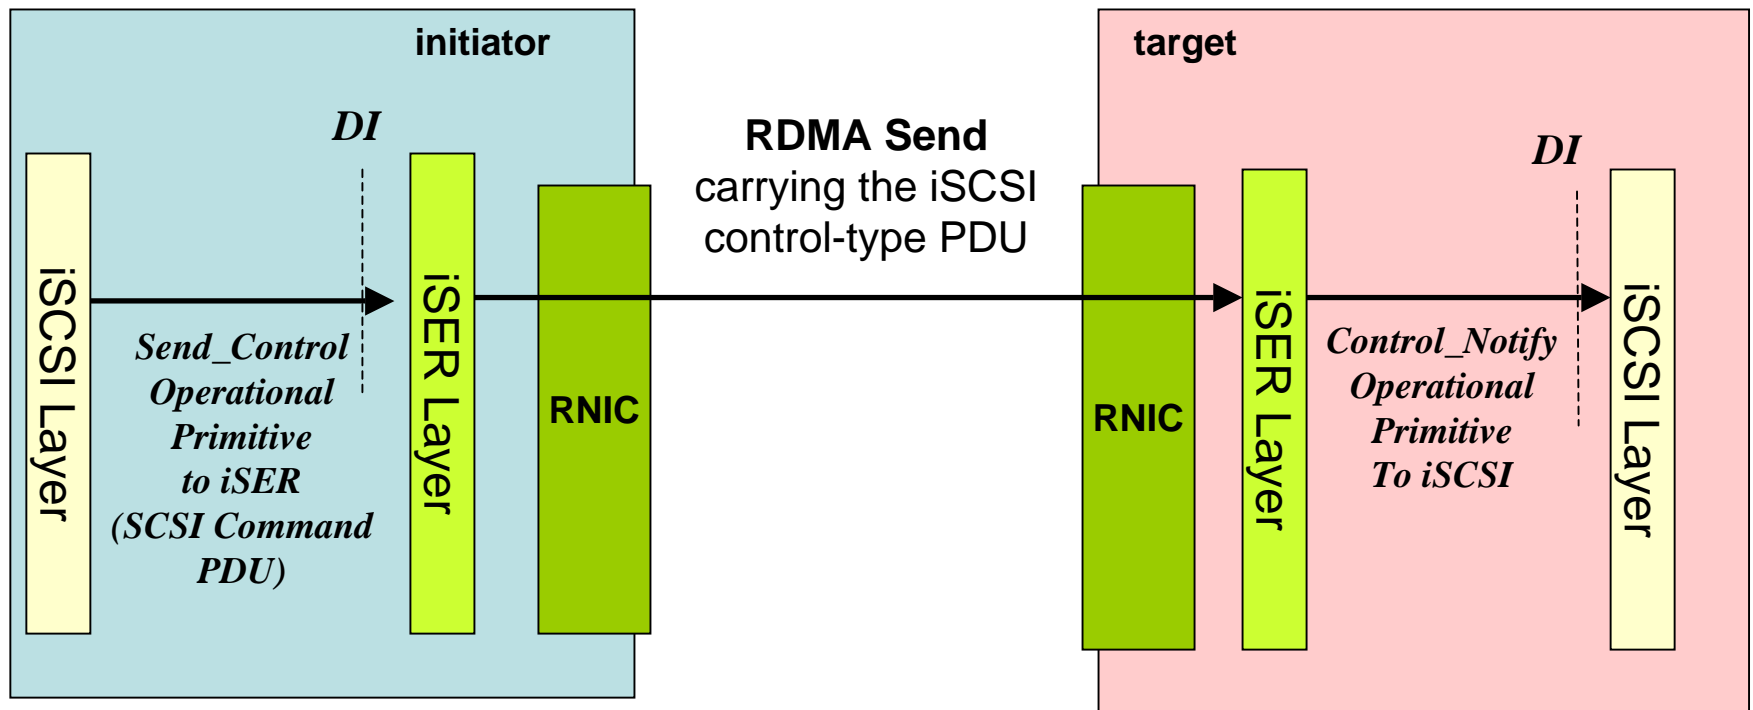 initiator
DI
iSCSI Layer
Send_Control
Operational
Primitive
to iSER
(SCSI Command
PDU)
iSER Layer
RNIC
RDMA Send
carrying the iSCSI
control-type PDU
target
RNIC
iSER Layer
DI
Control_Notify
Operational
Primitive
To iSCSI
iSCSI Layer